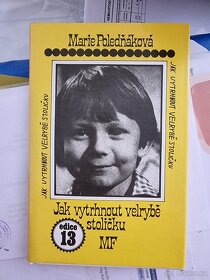 Marie Poledňáková
JAK VYTRHNOUT VELRYBĚ STOLIČKU
JAK VYTRHNOUT VELRYBĚ STOLIČKU
Jak vytrhnout velrybě
stoličku
edice
13
MF